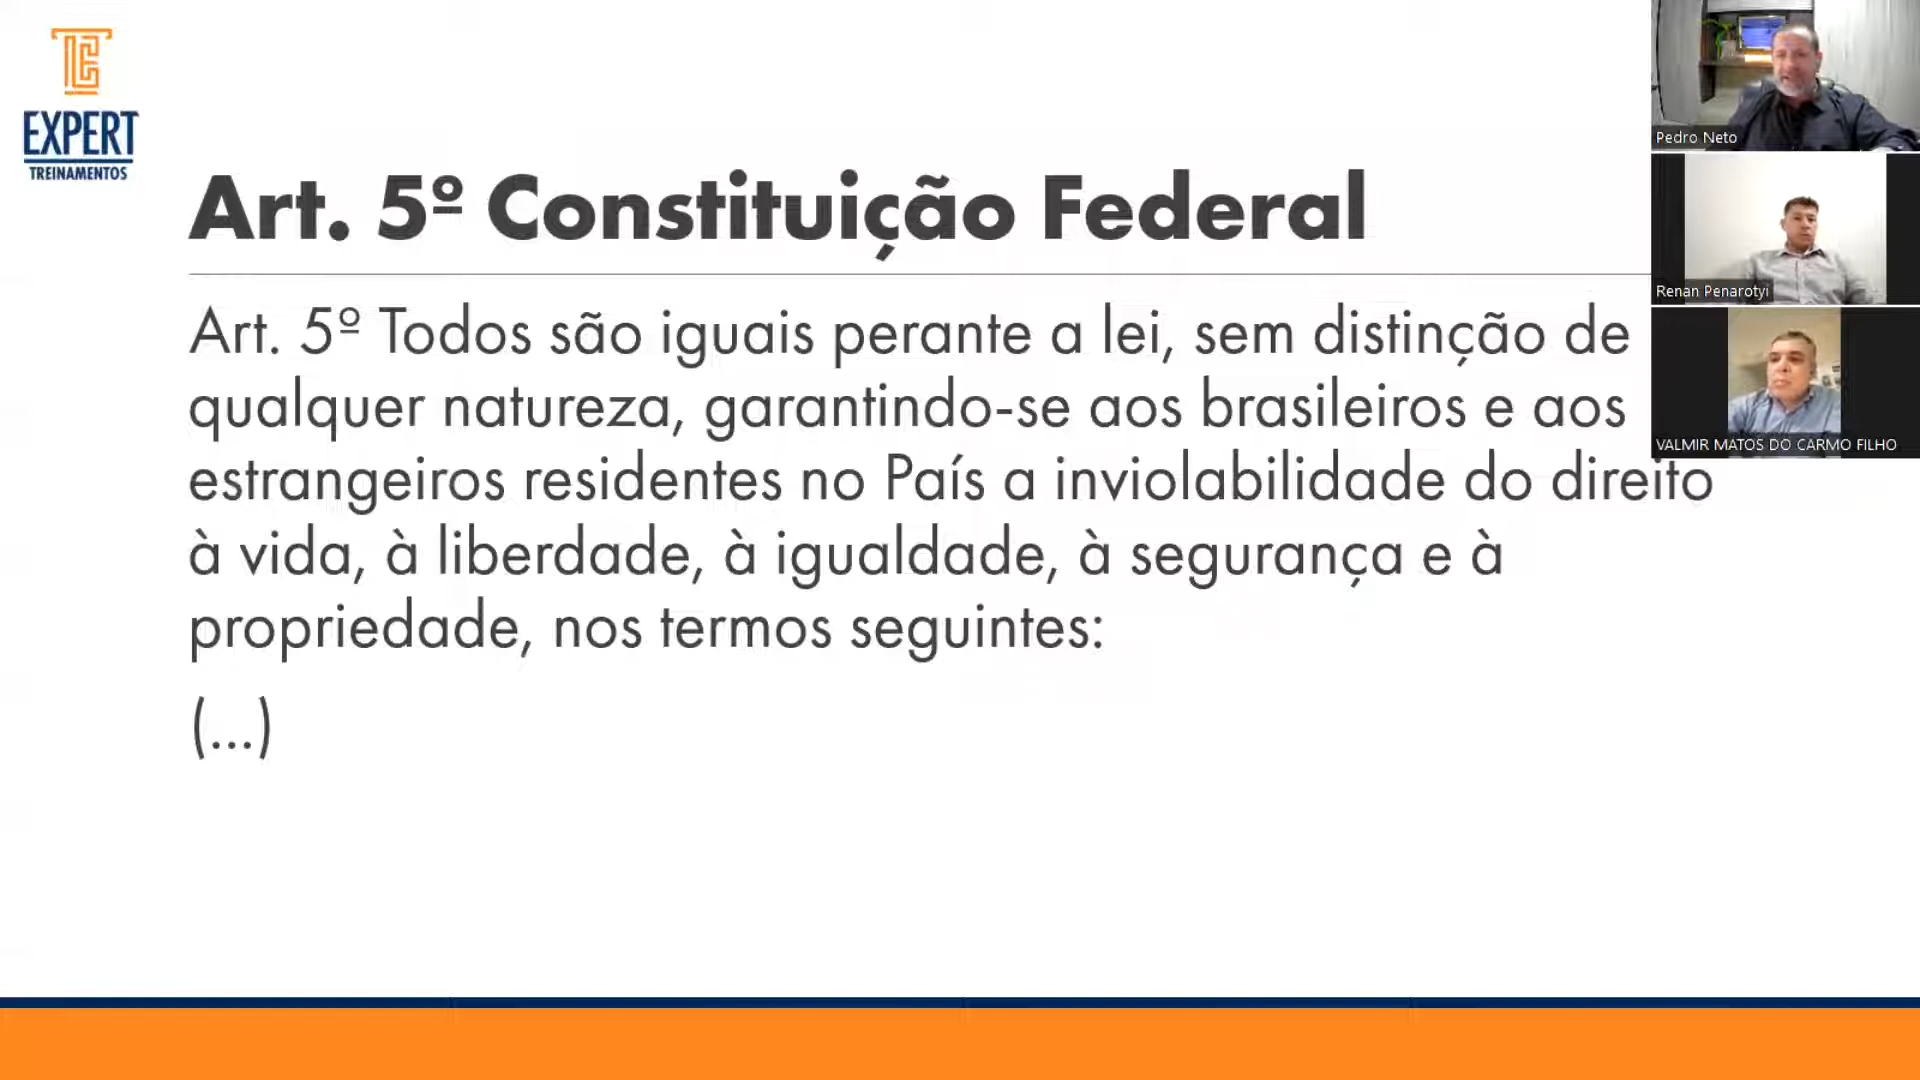 EXPERT
TREINAMENTOS
Art. 5º Constituição Federal
Art. 5º Todos são iguais perante a lei, sem distinção de
qualquer natureza, garantindo-se aos brasileiros e aos
estrangeiros residentes no País a inviolabilidade do direito
à vida, à liberdade, à igualdade, à segurança e à
propriedade, nos termos seguintes:
(...)
Pedro Neto
Renan Penarotyi
VALMIR MATOS DO CARMO FILHO